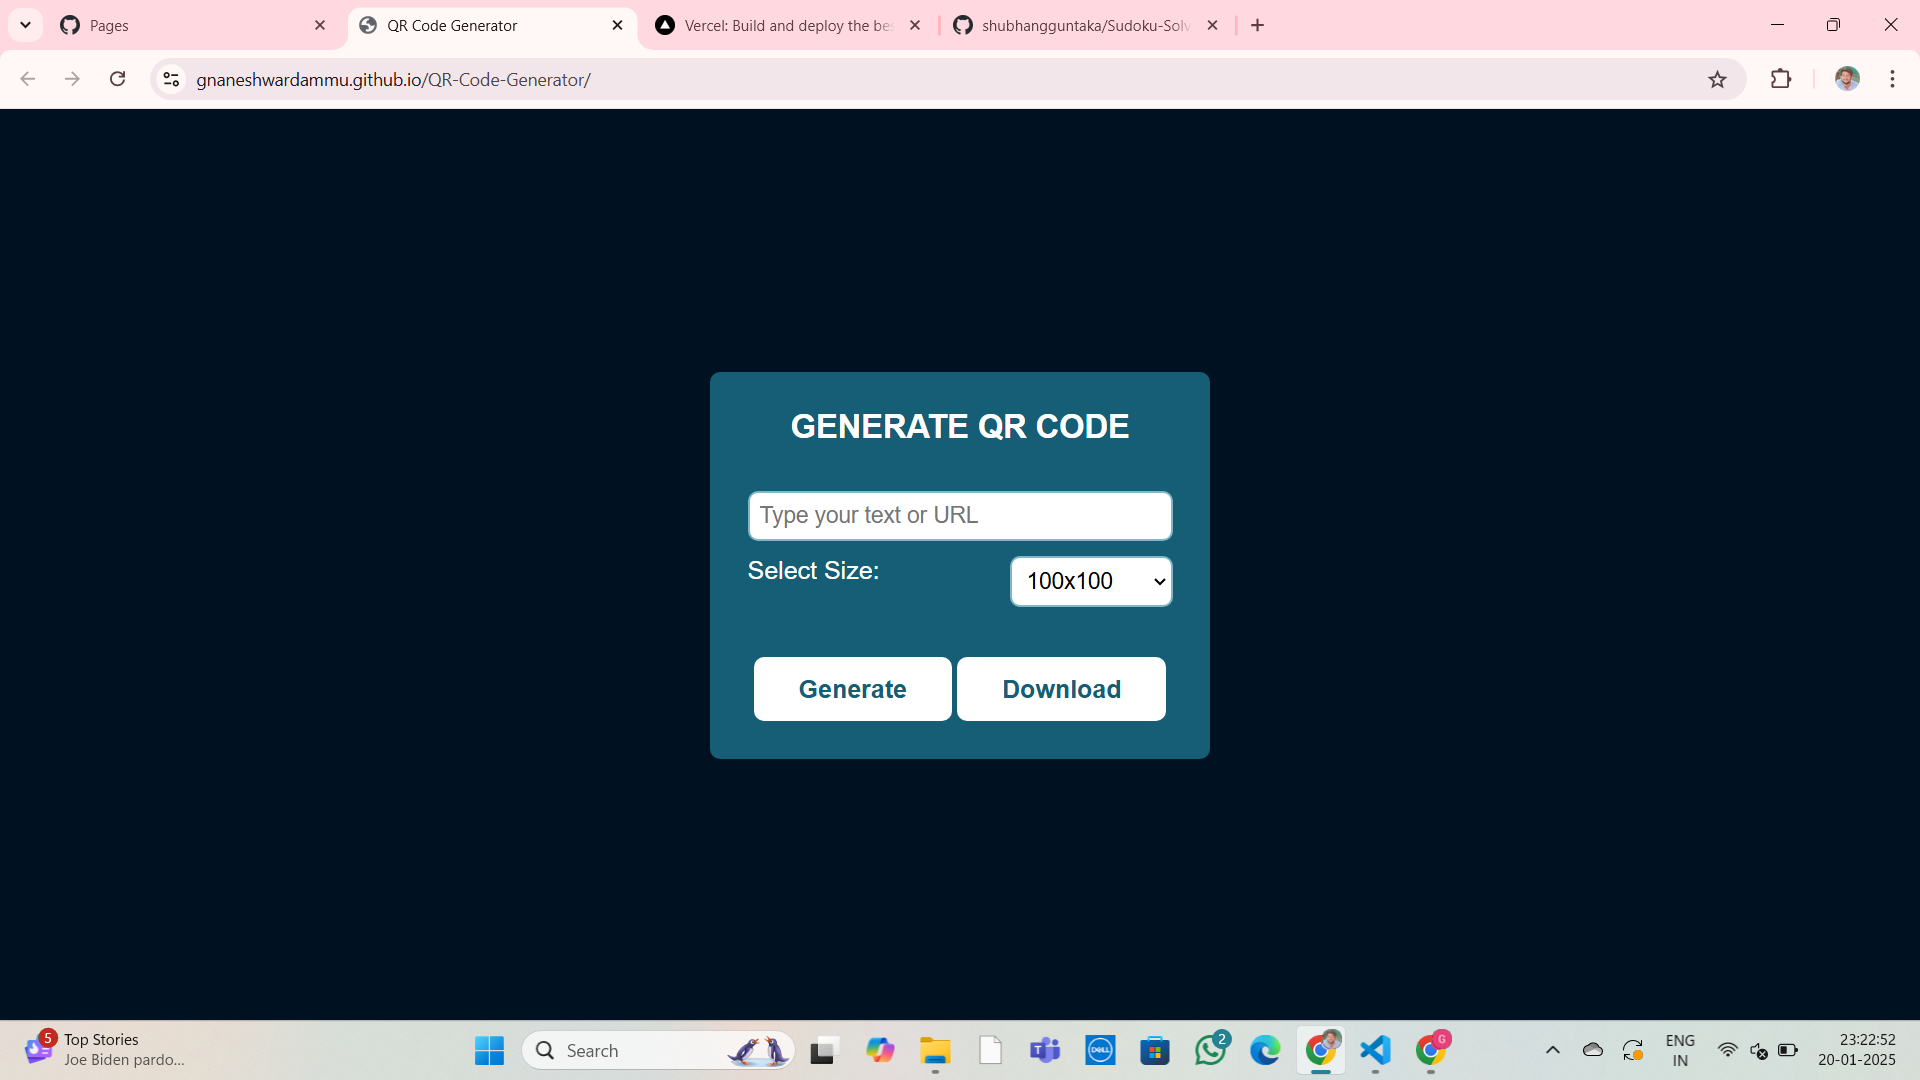 Pages
QR Code Generator
Vercel: Build and deploy the bes
shubhangguntaka/Sudoku-Solv
gnaneshwardammu.github.io/QR-Code-Generator/
GENERATE QR CODE
Type your text or URL
Select Size:
100x100
Generate
Download
5
Top Stories
Joe Biden pardo...
Search
DELL
2
G
ENG
IN
23:22:52
20-01-2025